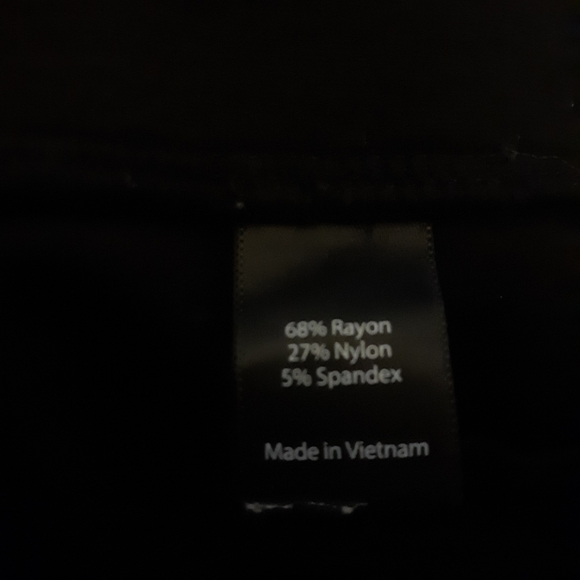 68% Rayon
27% Nylon
5% Spandex
Made in Vietnam